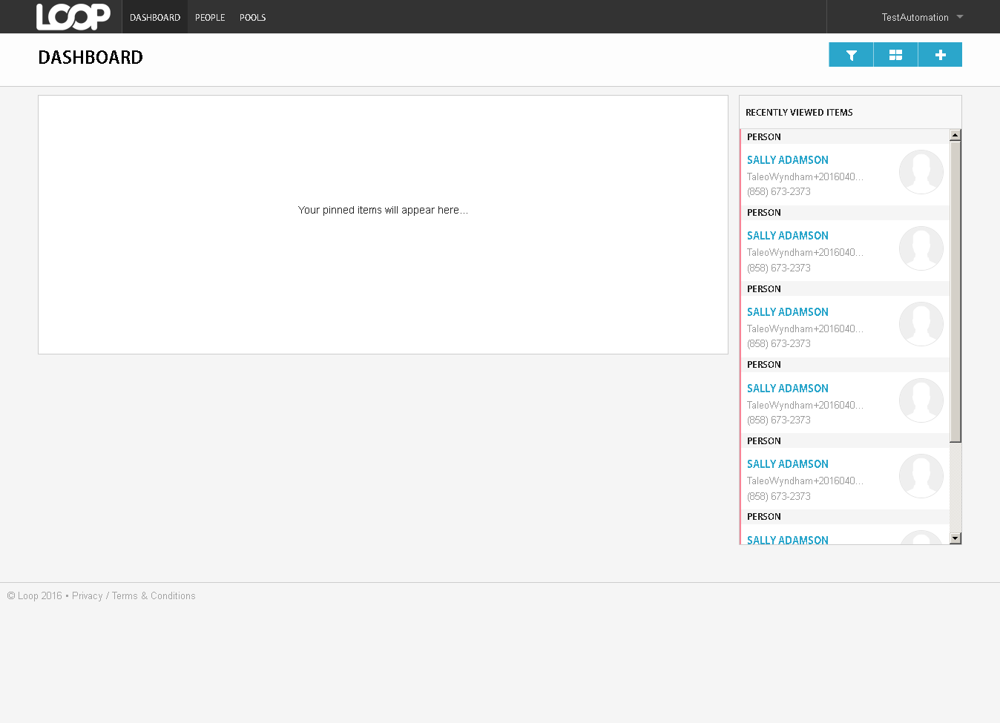 LOOP
DASHBOARD PEOPLE POOLS TestAutomation
DASHBOARD
Your pinned items will appear here...
RECENTLY VIEWED ITEMS
PERSON
SALLY ADAMSON
TaleoWyndham+2016040...
(858) 673-2373
PERSON
SALLY ADAMSON
TaleoWyndham+2016040...
(858) 673-2373
PERSON
SALLY ADAMSON
TaleoWyndham+2016040...
(858) 673-2373
PERSON
SALLY ADAMSON
TaleoWyndham+2016040...
(858) 673-2373
PERSON
SALLY ADAMSON
TaleoWyndham+2016040...
(858) 673-2373
PERSON
SALLY ADAMSON
© Loop 2016 • Privacy / Terms & Conditions